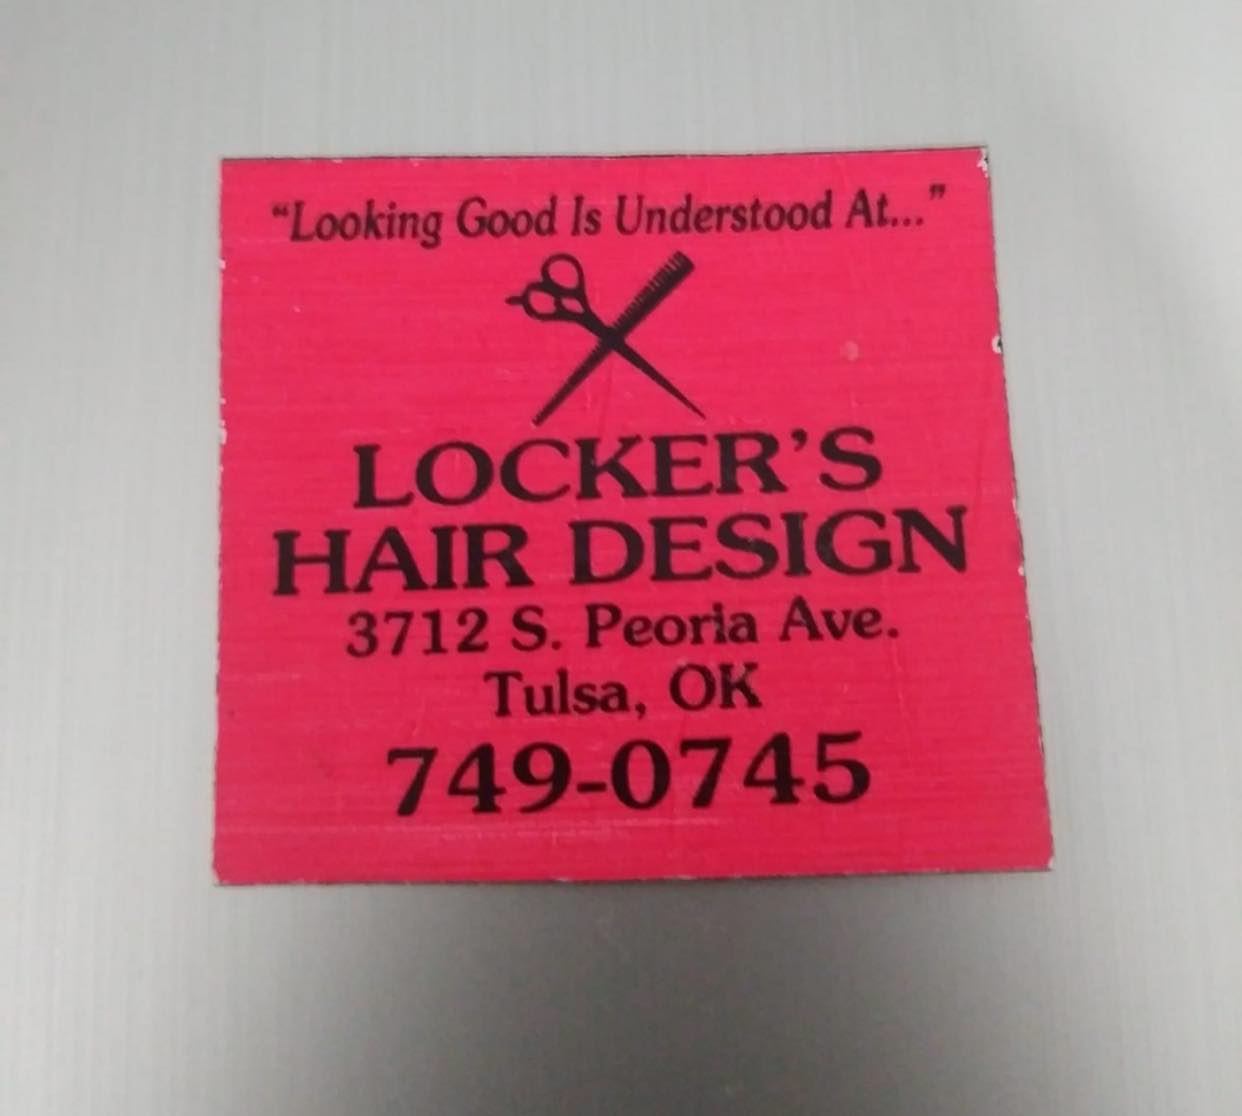 “Looking Good Is Understood At...”
LOCKER’S
HAIR DESIGN
3712 S. Peoria Ave.
Tulsa, OK
749-0745